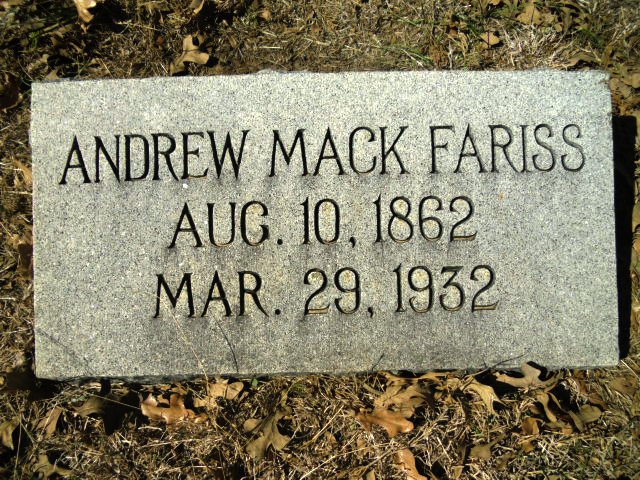 ANDREW MACK FARISS
AUG. 10, 1862
MAR. 29, 1932